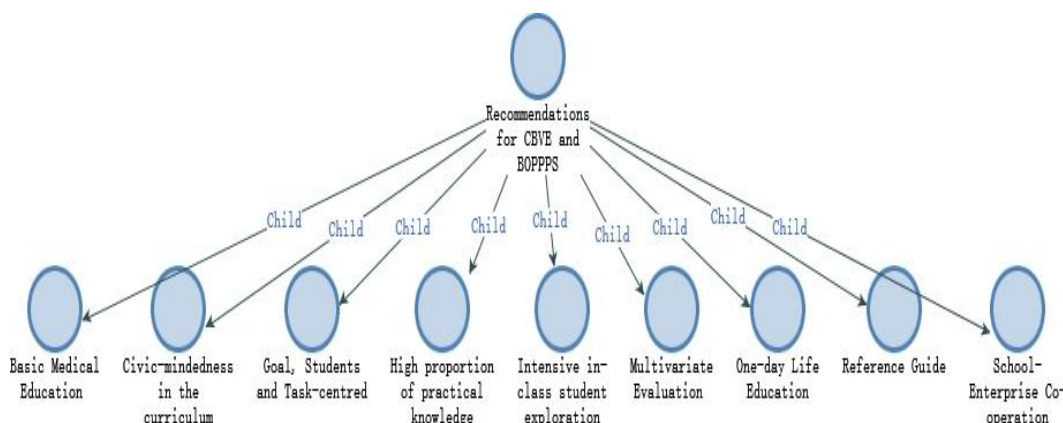 Recommendations
for CBVE and
BOPPPS
Child
Child
Child
Child
Child
Child
Child
Child
Child
Basic Medical
Education
Civic-mindedness
in the
curriculum
Goal, Students
and Task-centred
High proportion
of practical
knowledge
Intensive in-
class student
exploration
Multivariate
Evaluation
One-day Life
Education
Reference Guide
School-
Enterprise Co-
operation